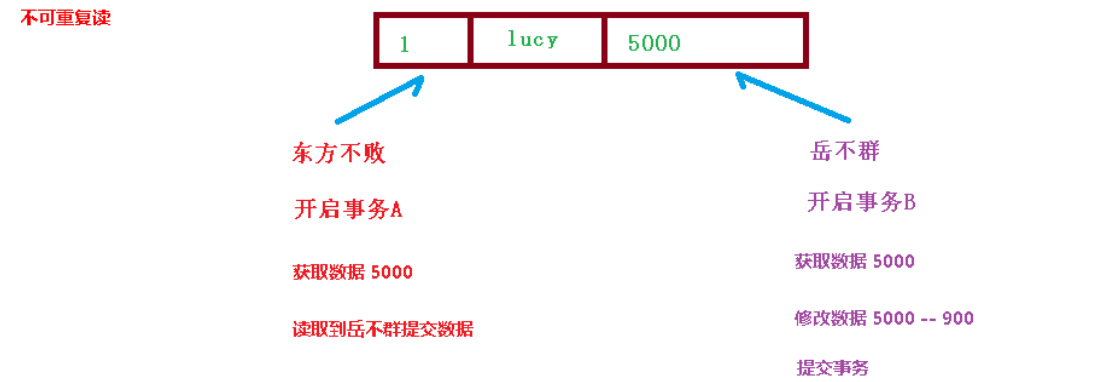 不可重复读
1 lucy 5000
东方不败
岳不群
开启事务A
开启事务B
获取数据 5000
获取数据 5000
读取到岳不群提交数据
修改数据 5000 -- 900
提交事务